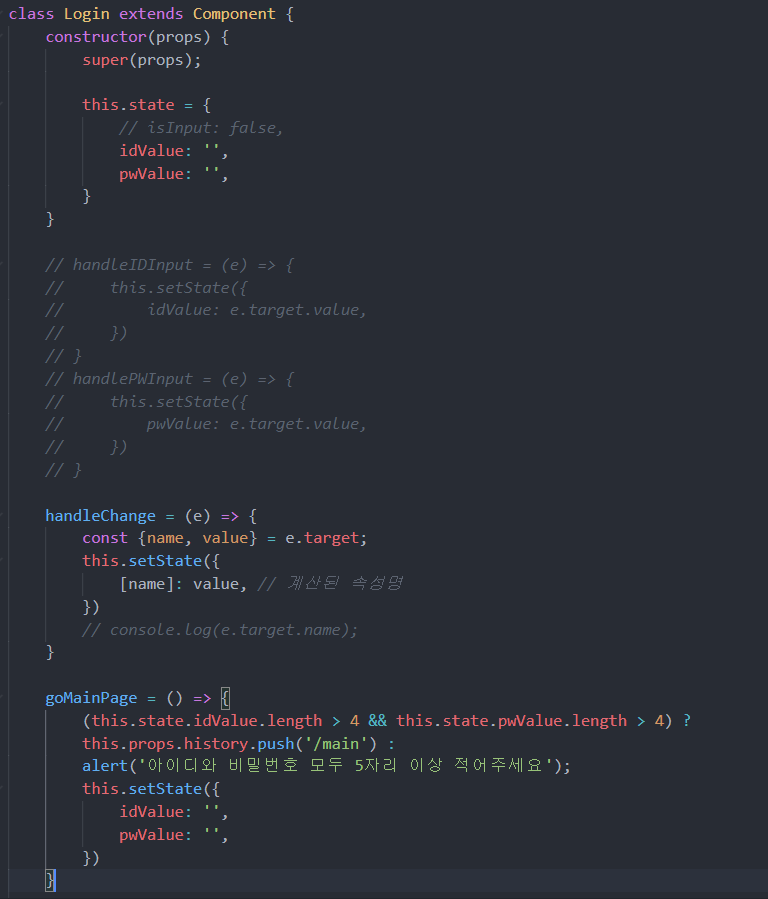 class Login extends Component {
    constructor(props) {
        super(props);

        this.state = {
            // isInput: false,
            idValue: '',
            pwValue: '',
        }
    }

    // handleIDInput = (e) => {
    //     this.setState({
    //         idValue: e.target.value,
    //     })
    // }
    // handlePWInput = (e) => {
    //     this.setState({
    //         pwValue: e.target.value,
    //     })
    // }

    handleChange = (e) => {
        const {name, value} = e.target;
        this.setState({
            [name]: value, // 계산된 속성명
        })
        // console.log(e.target.name);
    }

    goMainPage = () => {
        (this.state.idValue.length > 4 && this.state.pwValue.length > 4) ?
        this.props.history.push('/main') :
        alert('아이디와 비밀번호 모두 5자리 이상 적어주세요');
        this.setState({
            idValue: '',
            pwValue: '',
        })
    }